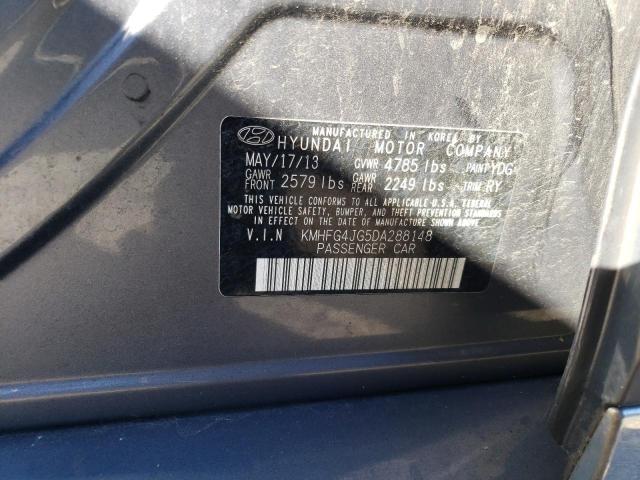 MANUFACTURED IN KOREA BY
HYUNDAI MOTOR COMPANY
MAY/17/13 GVWR 4785 lbs PAINT YDG
GAWR FRONT 2579 lbs GAWR REAR 2249 lbs TRIM RY
THIS VEHICLE CONFORMS TO ALL APPLICABLE U.S.A. FEDERAL
MOTOR VEHICLE SAFETY, BUMPER, AND THEFT PREVENTION STANDARDS
IN EFFECT ON THE DATE OF MANUFACTURE SHOWN ABOVE
V.I.N KMHFG4JG5DA288148
PASSENGER CAR